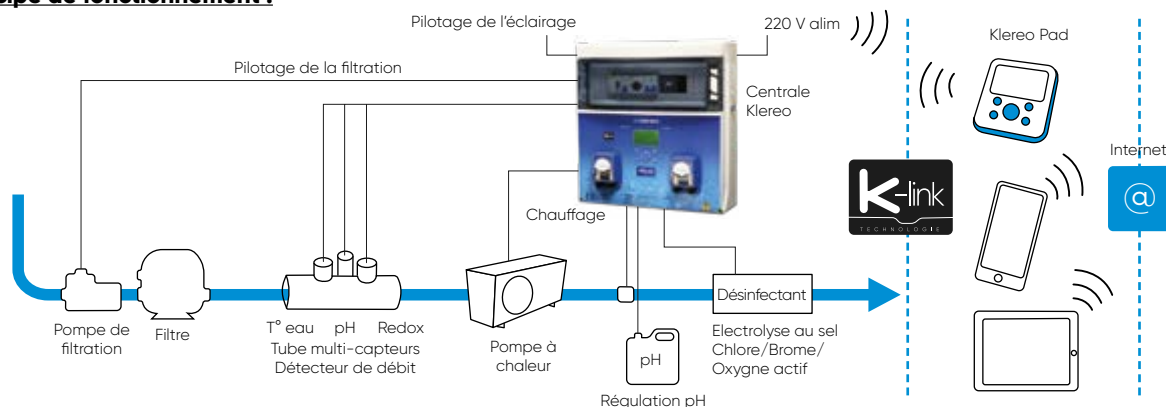 cipe de fonctionnement :
Pilotage de l'éclairage
220 V alim
Klereo Pad
Pilotage de la filtration
Centrale
Klereo
Internet
@
K-link
TECHNOLOGIE
Chauffage
Désinfectant
Pompe de
filtration
Filtre
T° eau pH Redox
Tube multi-capteurs
Détecteur de débit
Pompe à
chaleur
pH
Régulation pH
Electrolyse au sel
Chlore/Brome/
Oxygne actif